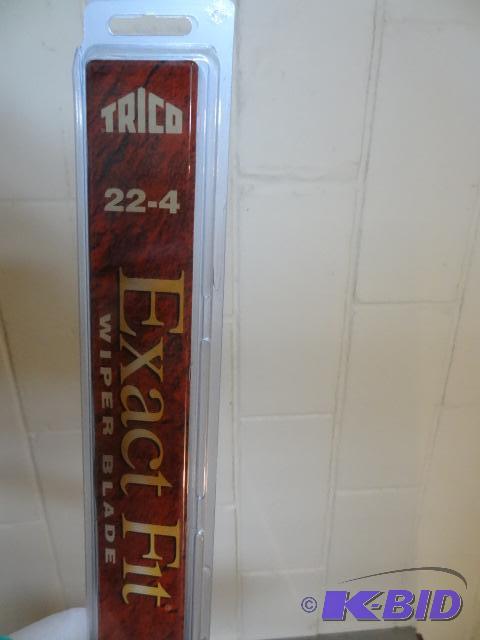 TRICO
22-4
Exact Fit
WIPER BLADE
© K-BID